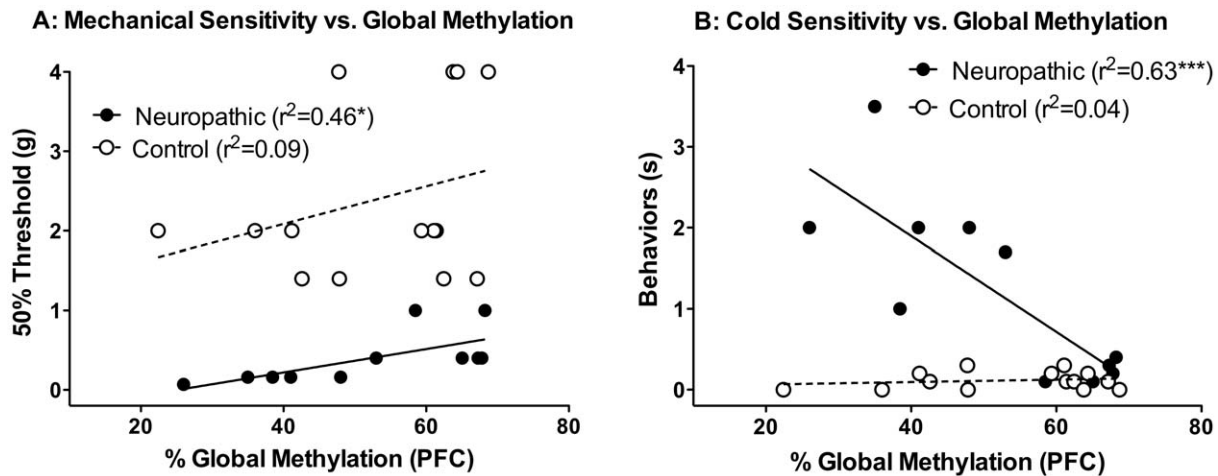 A: Mechanical Sensitivity vs. Global Methylation
4
3
2
1
0
50% Threshold (g)
Neuropathic (r²=0.46*)
Control (r²=0.09)
20
40
60
80
% Global Methylation (PFC)
B: Cold Sensitivity vs. Global Methylation
4
3
2
1
0
Behaviors (s)
Neuropathic (r²=0.63***)
Control (r²=0.04)
20
40
60
80
% Global Methylation (PFC)